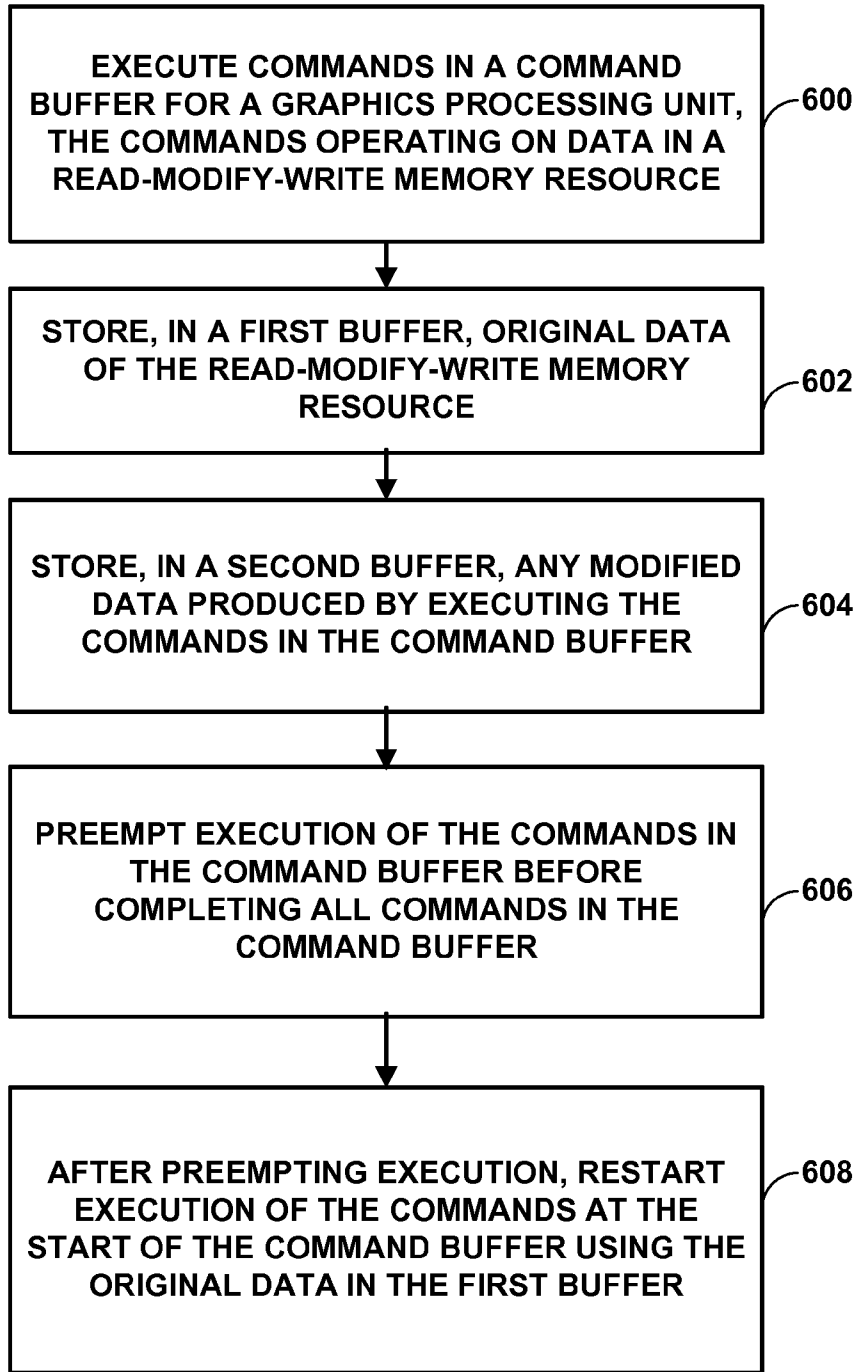 EXECUTE COMMANDS IN A COMMAND
BUFFER FOR A GRAPHICS PROCESSING UNIT,
THE COMMANDS OPERATING ON DATA IN A
READ-MODIFY-WRITE MEMORY RESOURCE
600
STORE, IN A FIRST BUFFER, ORIGINAL DATA
OF THE READ-MODIFY-WRITE MEMORY
RESOURCE
602
STORE, IN A SECOND BUFFER, ANY MODIFIED
DATA PRODUCED BY EXECUTING THE
COMMANDS IN THE COMMAND BUFFER
604
PREEMPT EXECUTION OF THE COMMANDS IN
THE COMMAND BUFFER BEFORE
COMPLETING ALL COMMANDS IN THE
COMMAND BUFFER
606
AFTER PREEMPTING EXECUTION, RESTART
EXECUTION OF THE COMMANDS AT THE
START OF THE COMMAND BUFFER USING THE
ORIGINAL DATA IN THE FIRST BUFFER
608